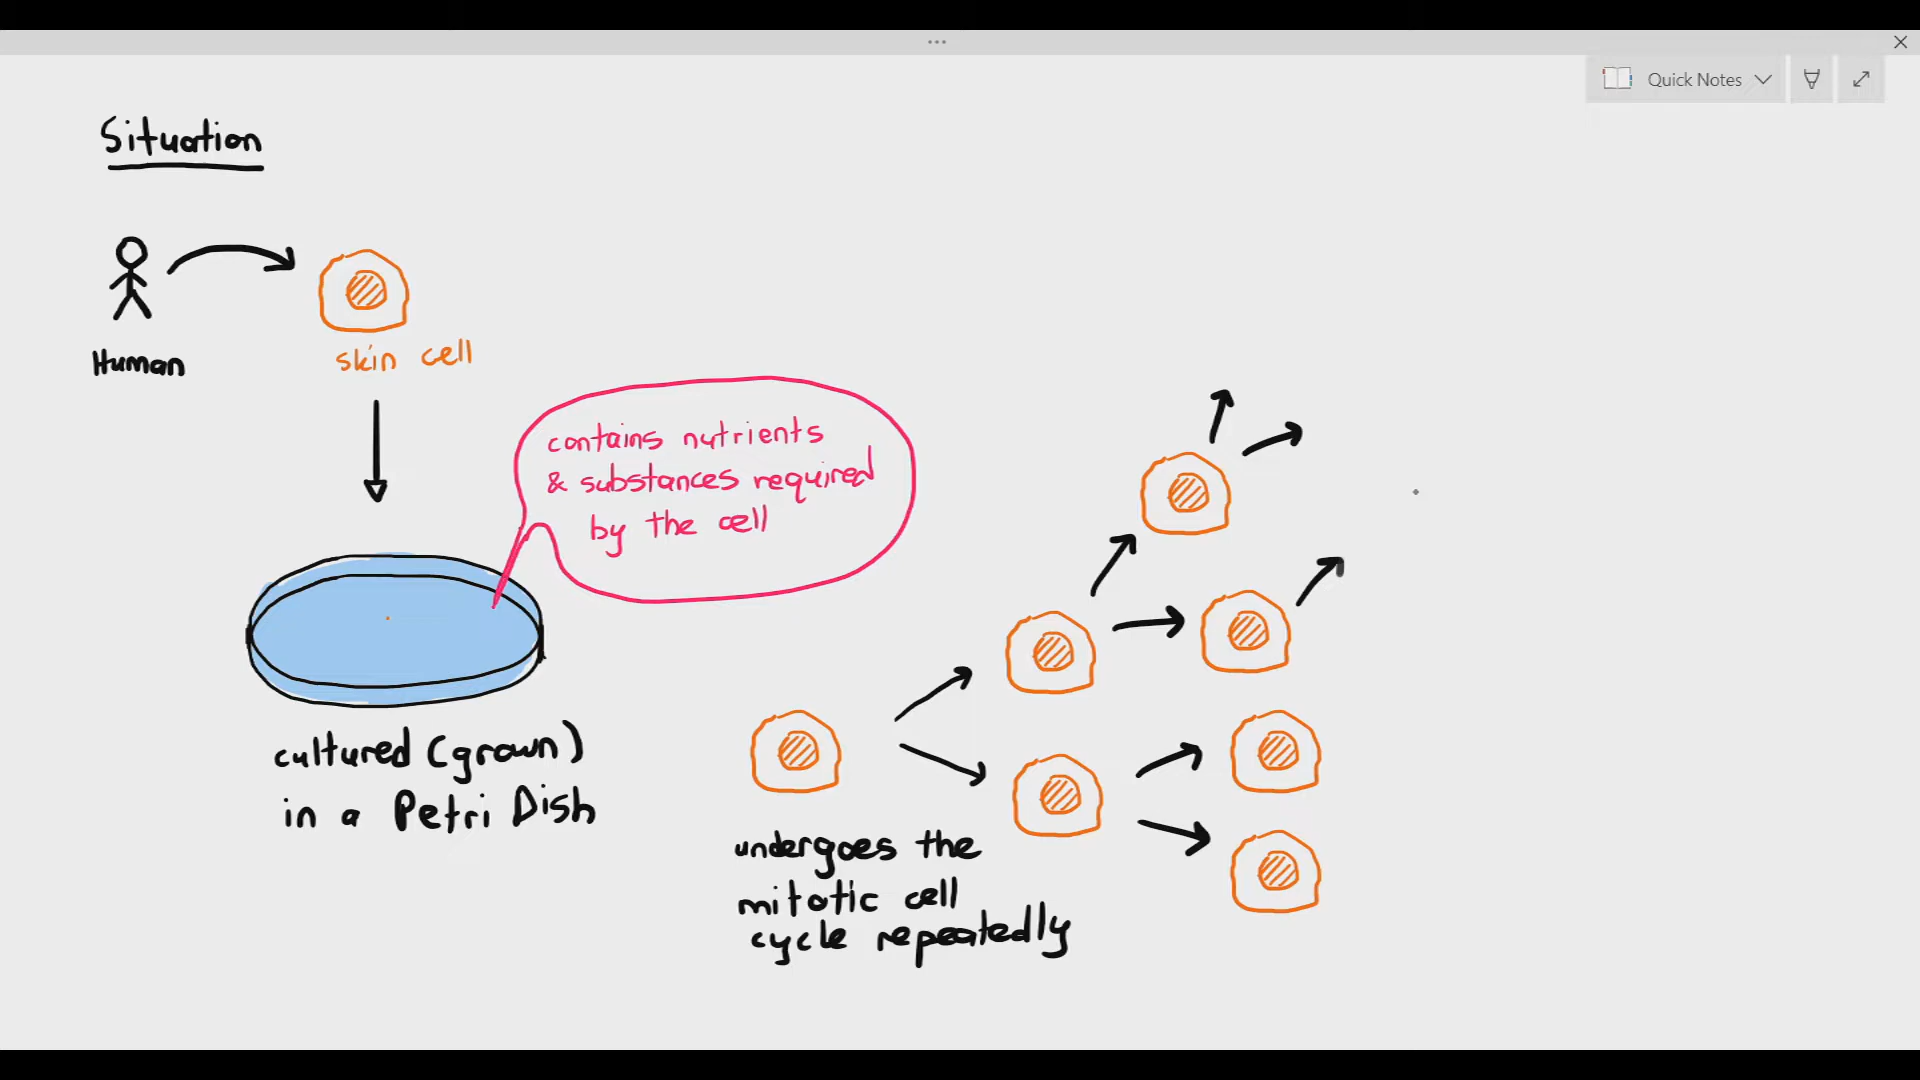 Quick Notes
Situation
Human
skin cell
contains nutrients
& substances required
by the cell
cultured (grown)
in a Petri Dish
undergoes the
mitotic cell
cycle repeatedly